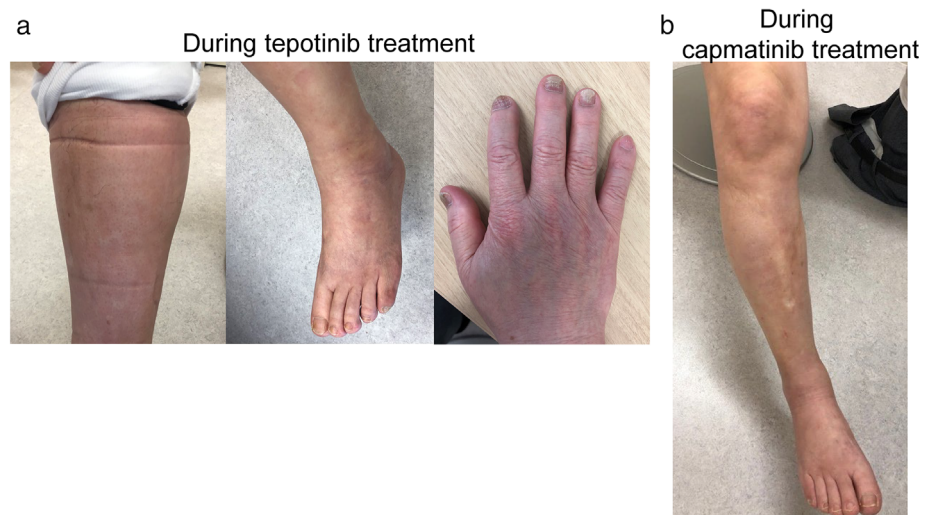 a
During tepotinib treatment
b
During
capmatinib treatment